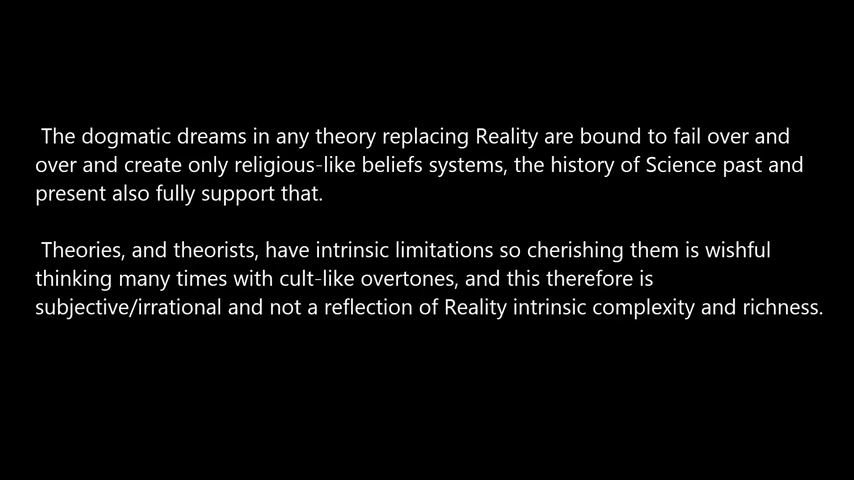 The dogmatic dreams in any theory replacing Reality are bound to fail over and
over and create only religious-like beliefs systems, the history of Science past and
present also fully support that.
Theories, and theorists, have intrinsic limitations so cherishing them is wishful
thinking many times with cult-like overtones, and this therefore is
subjective/irrational and not a reflection of Reality intrinsic complexity and richness.